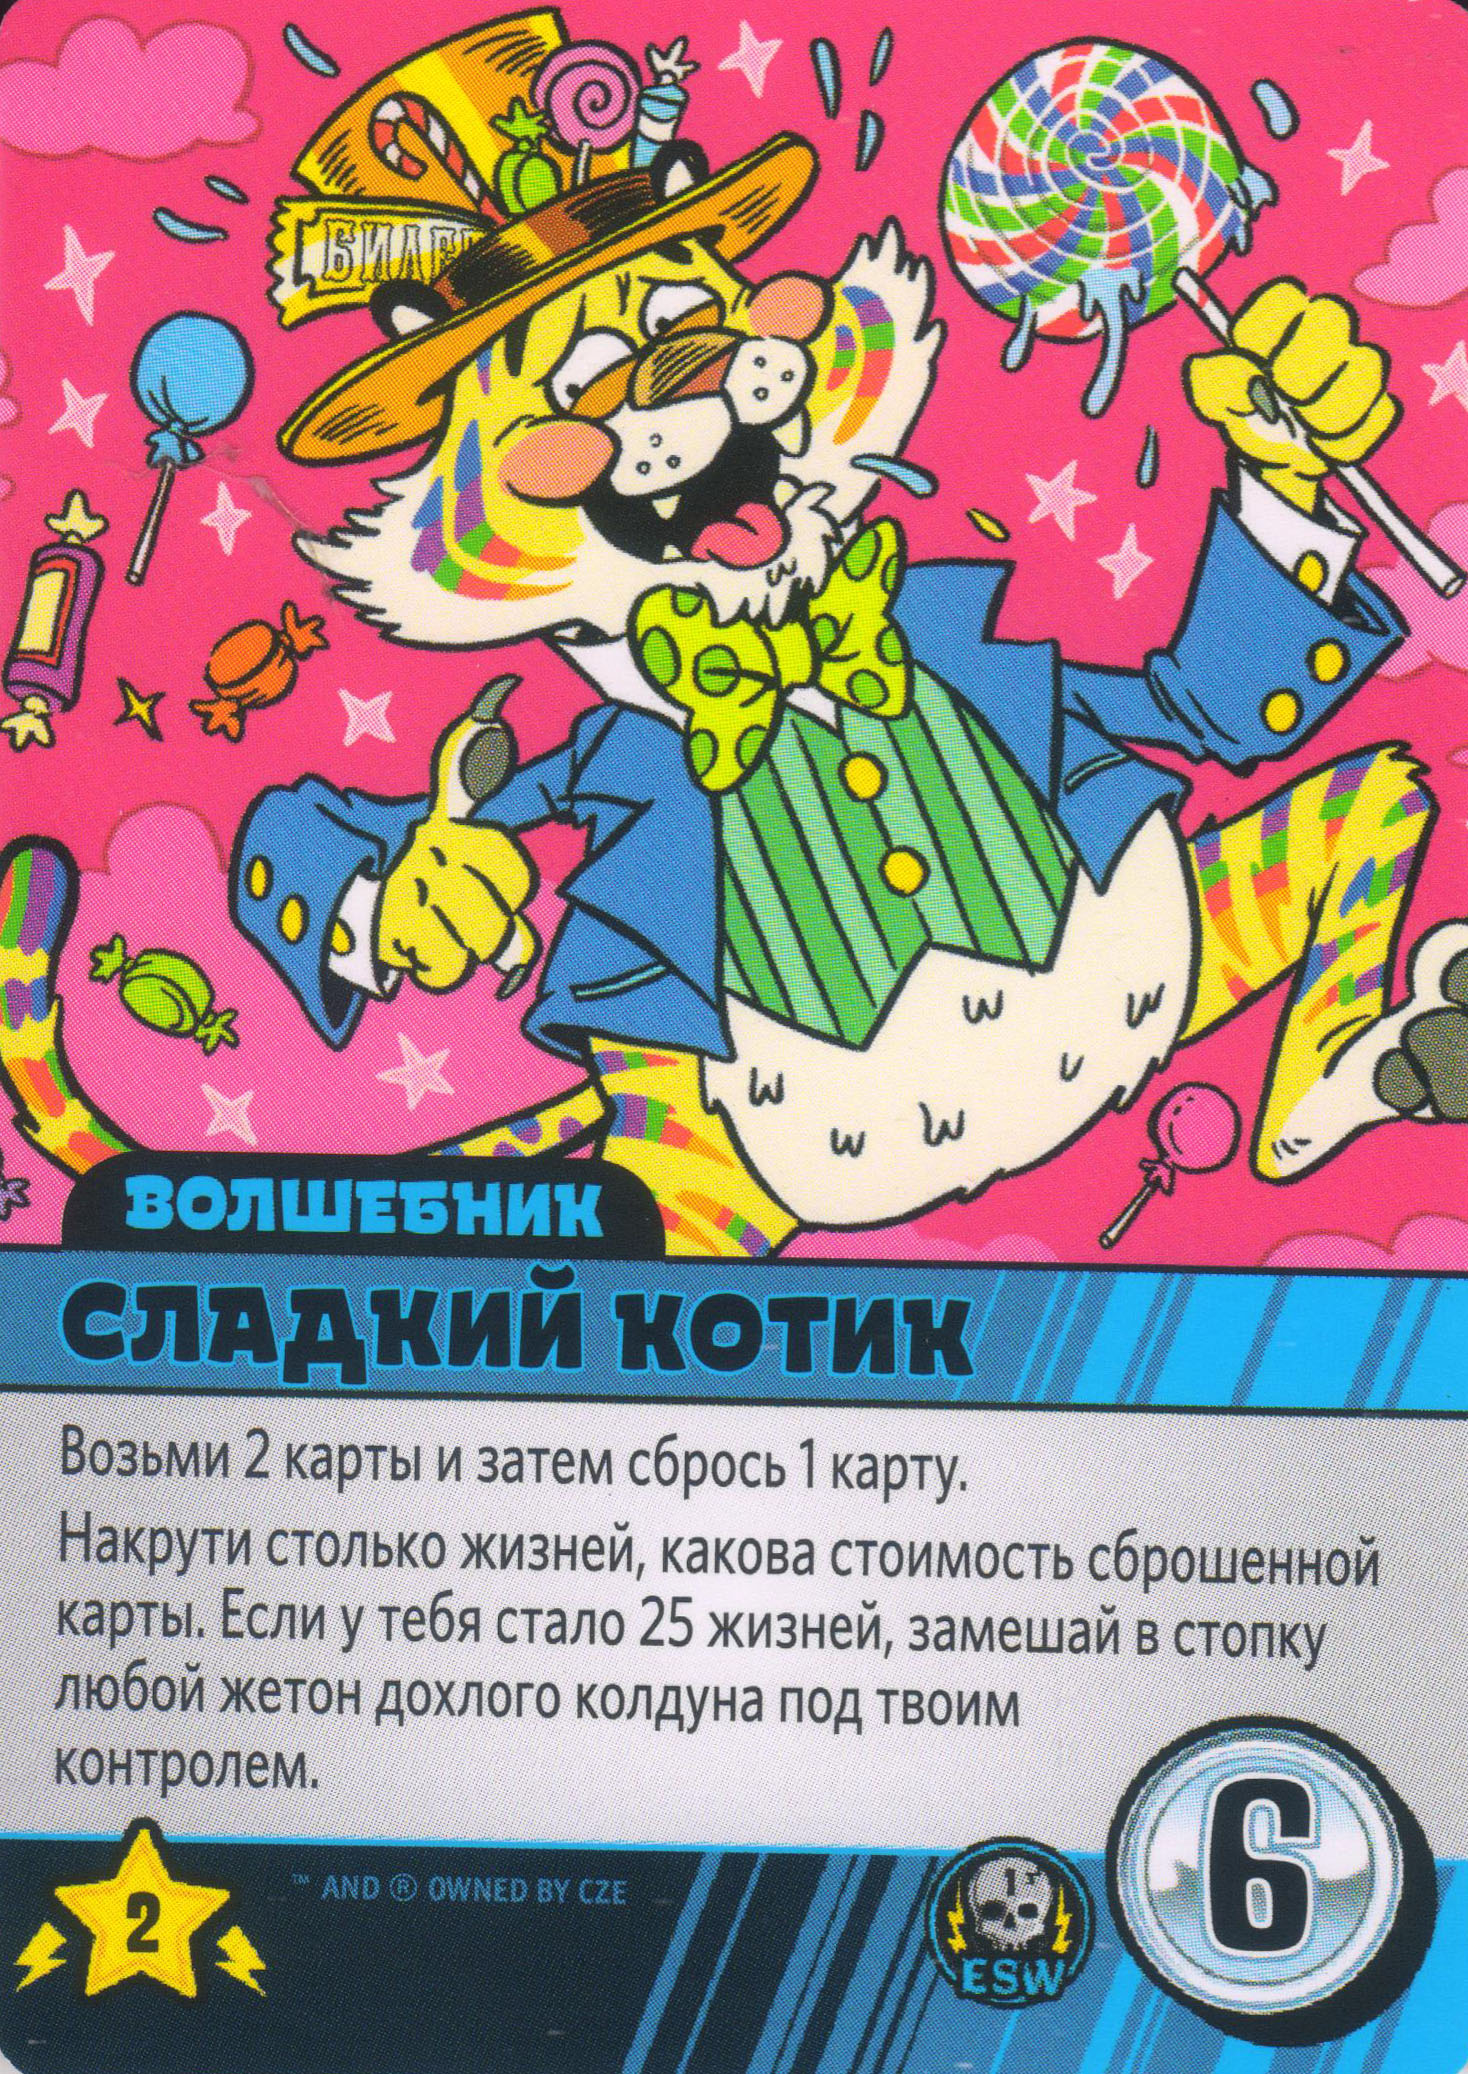 БИЛЕ
ВОЛШЕБНИК
СЛАДКИЙ КОТИК
Возьми 2 карты и затем сбрось 1 карту.
Накрути столько жизней, какова стоимость сброшенной
карты. Если у тебя стало 25 жизней, замешай в стопку
любой жетон дохлого колдуна под твоим
контролем.
2
™ AND ® OWNED BY CZE
ESW
6